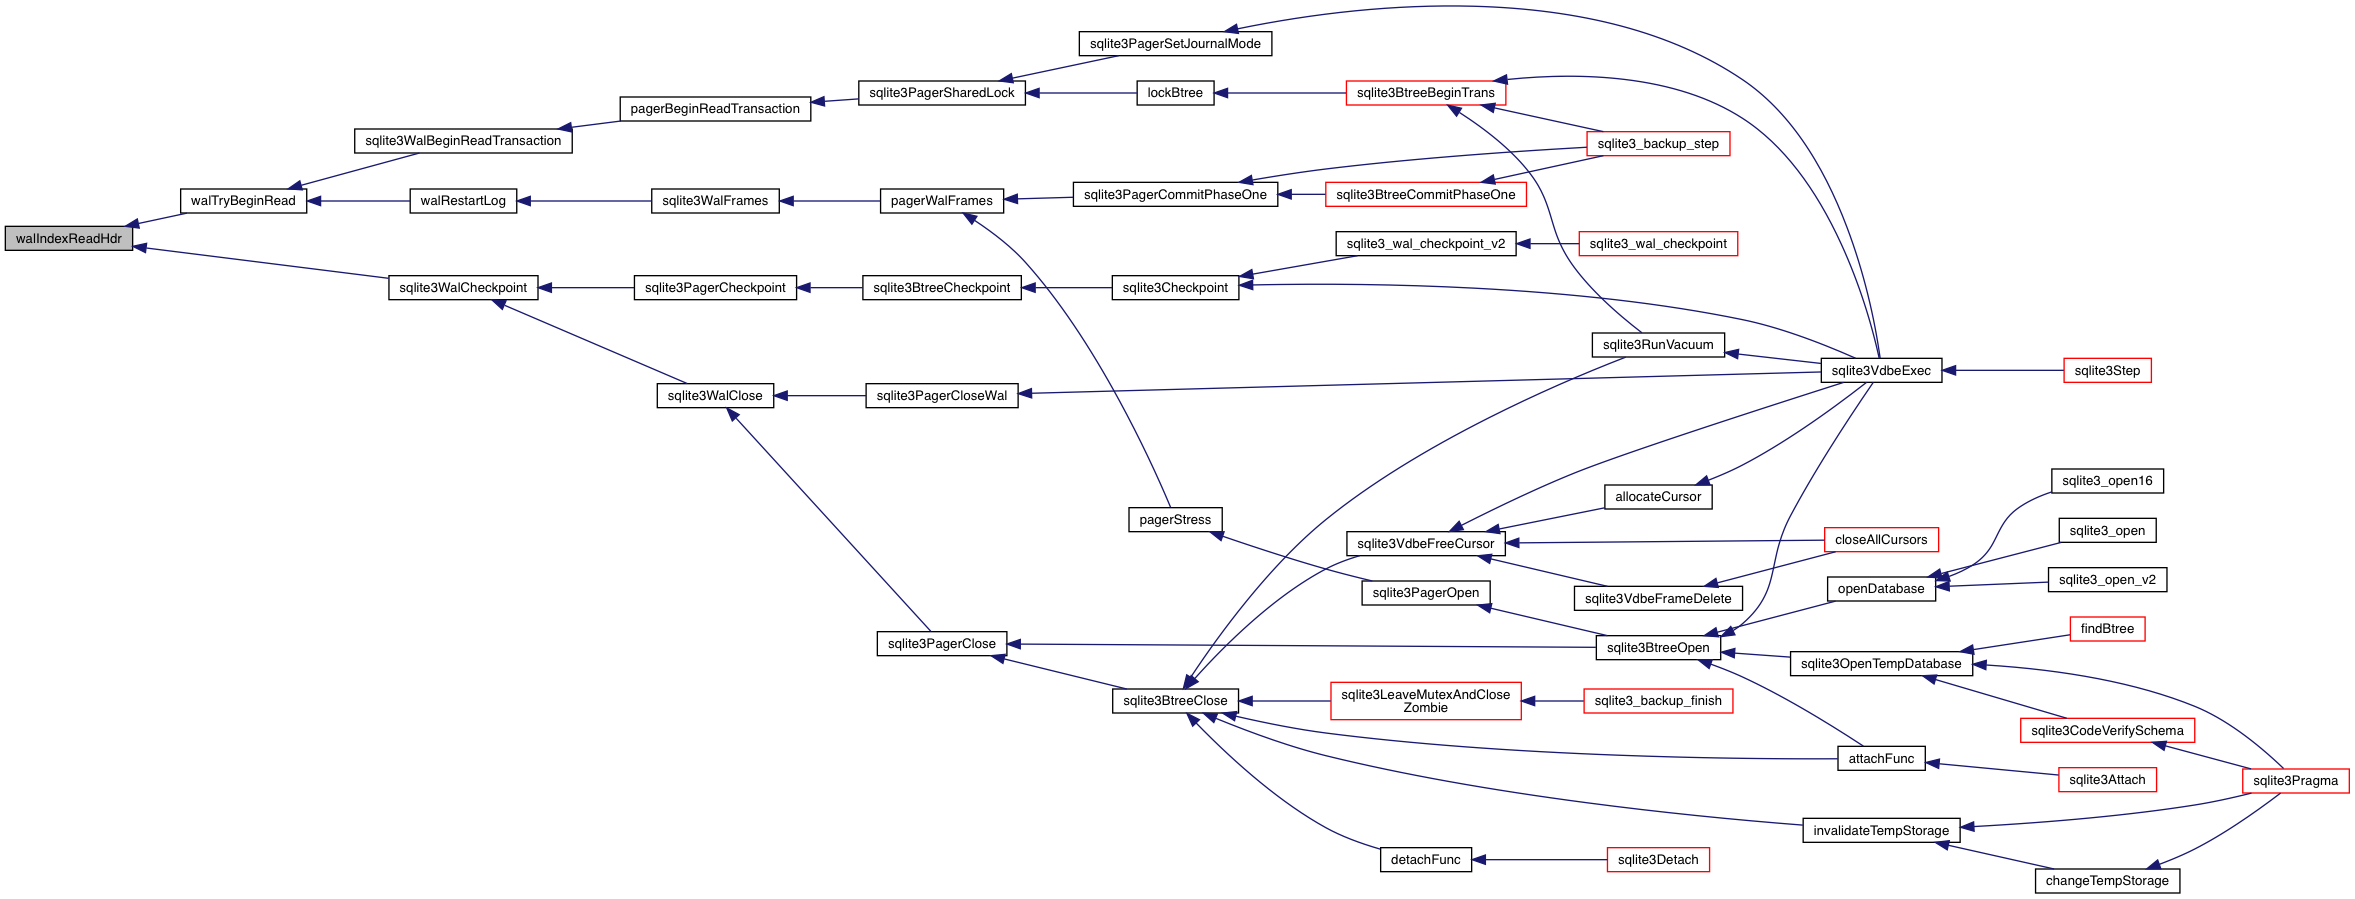 sqlite3PagerSetJournalMode
sqlite3PagerSharedLock
lockBtree
sqlite3BtreeBeginTrans
pagerBeginReadTransaction
sqlite3WalBeginReadTransaction
sqlite3_backup_step
walTryBeginRead
walRestartLog
sqlite3WalFrames
pagerWalFrames
sqlite3PagerCommitPhaseOne
sqlite3BtreeCommitPhaseOne
walIndexReadHdr
sqlite3_wal_checkpoint_v2
sqlite3_wal_checkpoint
sqlite3WalCheckpoint
sqlite3PagerCheckpoint
sqlite3BtreeCheckpoint
sqlite3Checkpoint
sqlite3RunVacuum
sqlite3VdbeExec
sqlite3Step
sqlite3WalClose
sqlite3PagerCloseWal
sqlite3_open16
allocateCursor
pagerStress
sqlite3_open
sqlite3VdbeFreeCursor
closeAllCursors
sqlite3_open_v2
sqlite3PagerOpen
sqlite3VdbeFrameDelete
openDatabase
findBtree
sqlite3PagerClose
sqlite3BtreeOpen
sqlite3OpenTempDatabase
sqlite3BtreeClose
sqlite3LeaveMutexAndClose
Zombie
sqlite3_backup_finish
sqlite3CodeVerifySchema
attachFunc
sqlite3Attach
sqlite3Pragma
invalidateTempStorage
detachFunc
sqlite3Detach
changeTempStorage